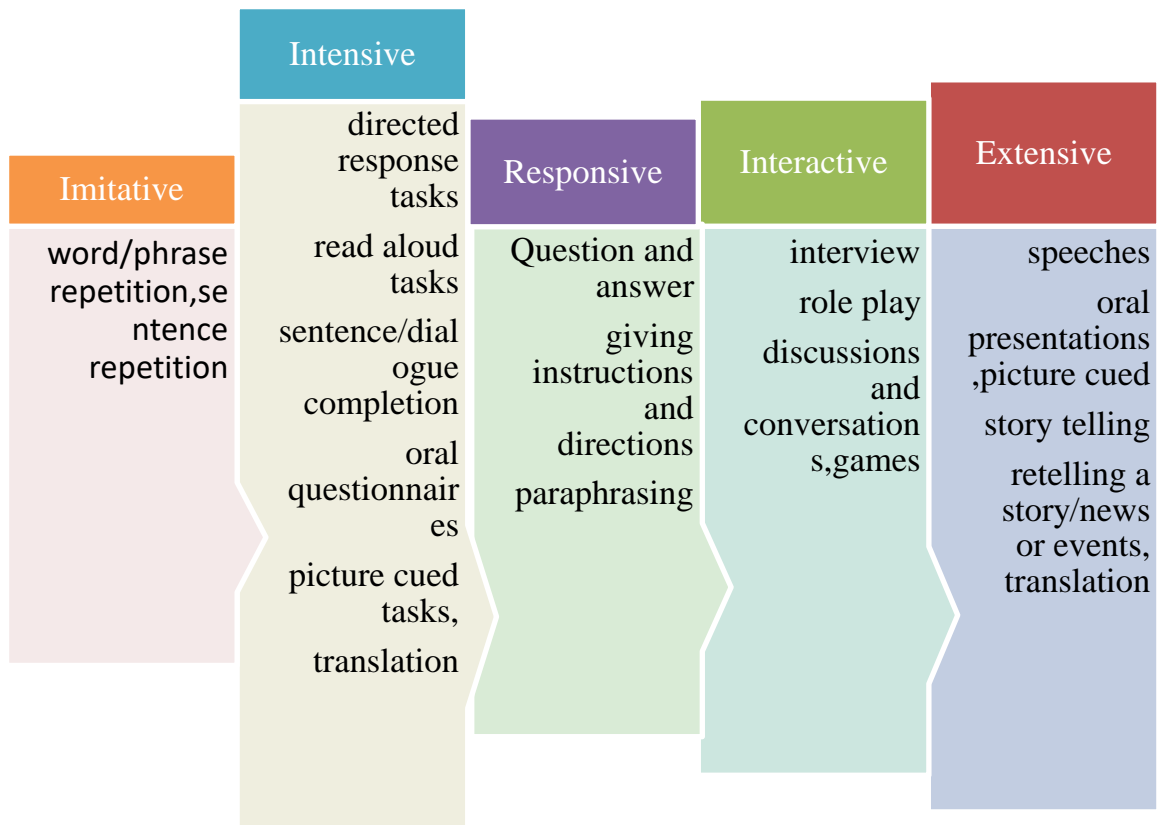 Imitative
word/phrase
repetition,se
ntence
repetition
Intensive
directed
response
tasks
read aloud
tasks
sentence/dial
ogue
completion
oral
questionnair
es
picture cued
tasks,
translation
Responsive
Question and
answer
giving
instructions
and
directions
paraphrasing
Interactive
interview
role play
discussions
and
conversation
s,games
Extensive
speeches
oral
presentations
,picture cued
story telling
retelling a
story/news
or events,
translation